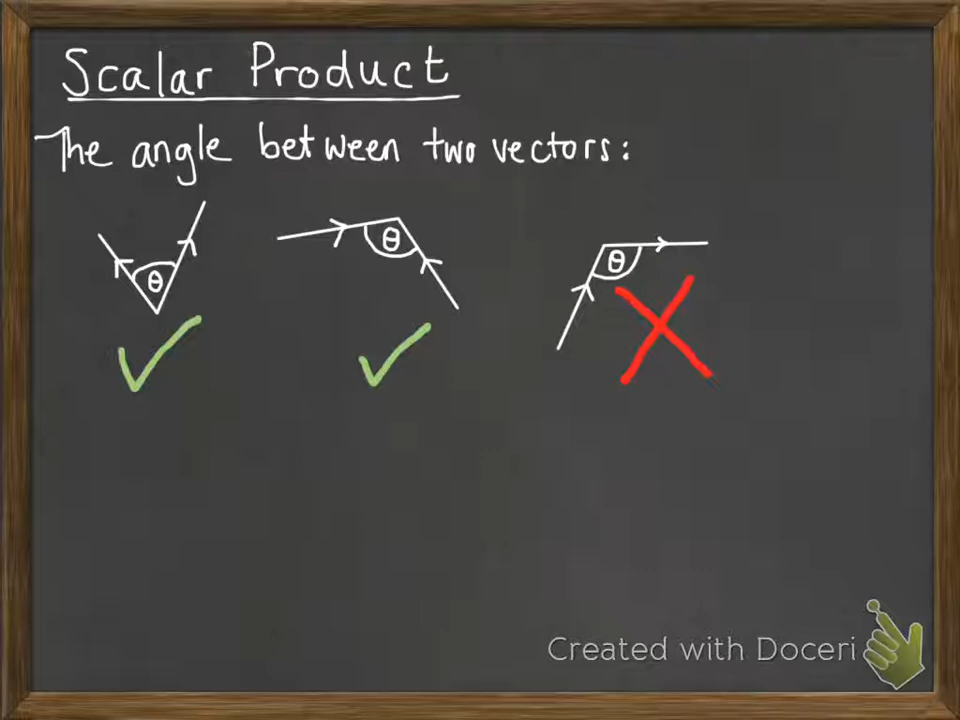 Scalar Product
The angle between two vectors:
θ θ θ
Created with Doceri